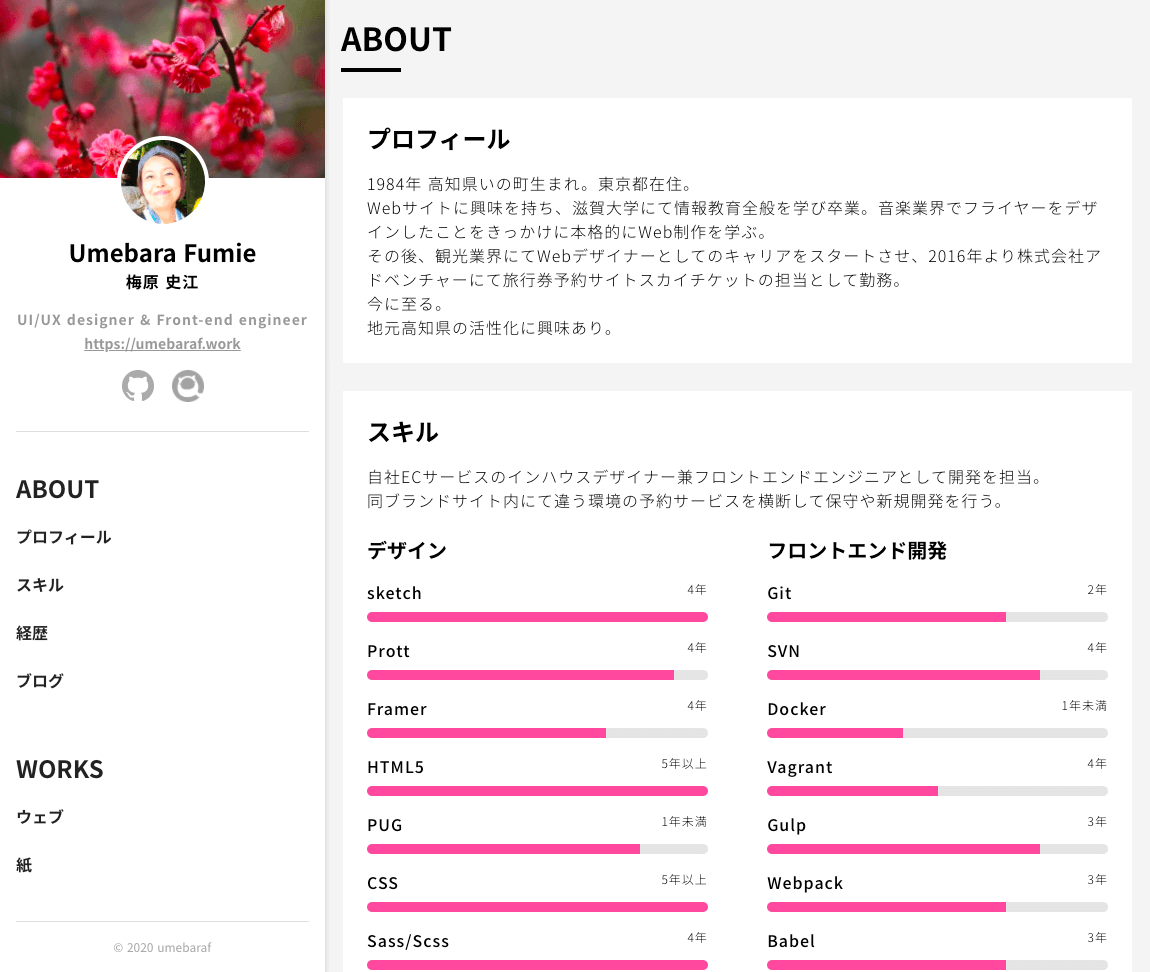 Umebara Fumie
梅原 史江
UI/UX designer & Front-end engineer
https://umebaraf.work
ABOUT
プロフィール
スキル
経歴
ブログ
WORKS
ウェブ
紙
© 2020 umebaraf
ABOUT
プロフィール
1984年 高知県いの町生まれ。東京都在住。
Webサイトに興味を持ち、滋賀大学にて情報教育全般を学び卒業。音楽業界でフライヤーをデザ
インしたことをきっかけに本格的にWeb制作を学ぶ。
その後、観光業界にてWebデザイナーとしてのキャリアをスタートさせ、2016年より株式会社ア
ドベンチャーにて旅行券予約サイトスカイチケットの担当として勤務。
今に至る。
地元高知県の活性化に興味あり。
スキル
自社ECサービスのインハウスデザイナー兼フロントエンドエンジニアとして開発を担当。
同ブランドサイト内にて違う環境の予約サービスを横断して保守や新規開発を行う。
デザイン
sketch 4年
Prott 4年
Framer 4年
HTML5 5年以上
PUG 1年未満
CSS 5年以上
Sass/Scss 4年
フロントエンド開発
Git 2年
SVN 4年
Docker 1年未満
Vagrant 4年
Gulp 3年
Webpack 3年
Babel 3年